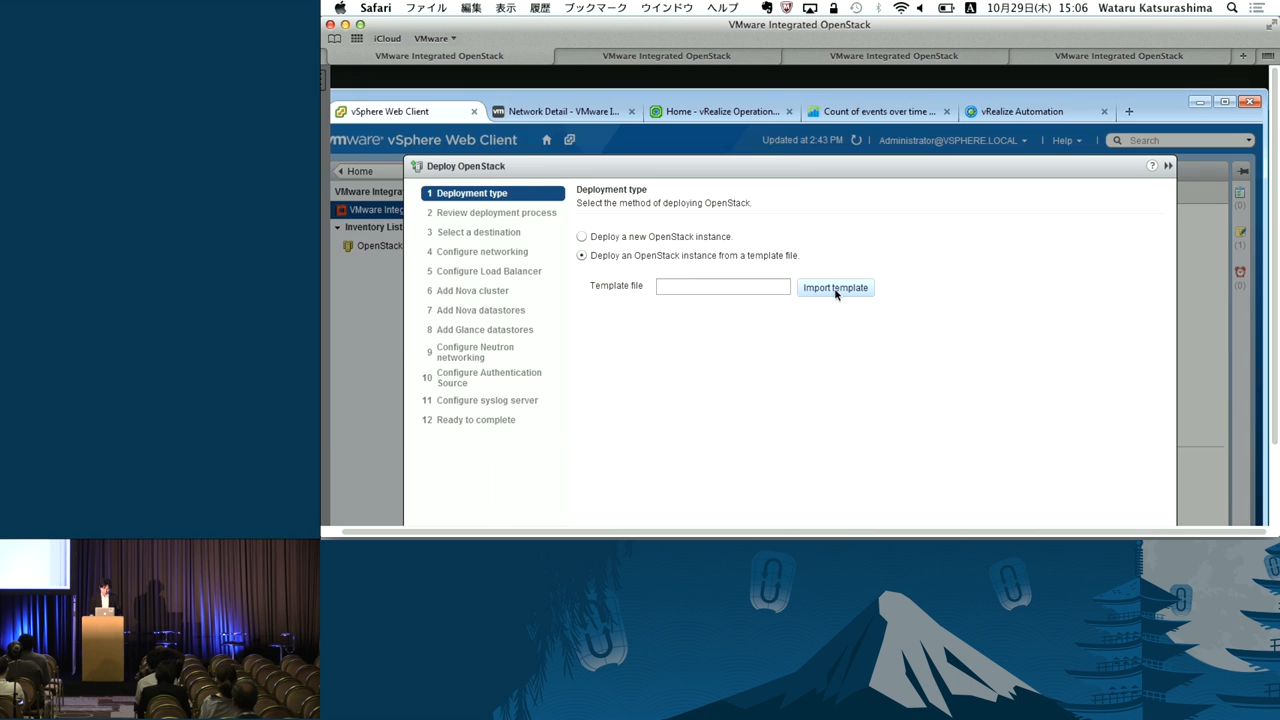 Safari ファイル 編集 表示 履歴 ブックマーク ウインドウ ヘルプ 10月29日(木) 15:06 Wataru Katsurashima
VMware Integrated OpenStack
iCloud VMware
VMware Integrated OpenStack VMware Integrated OpenStack VMware Integrated OpenStack VMware Integrated OpenStack
vSphere Web Client Network Detail - VMware I... Home - vRealize Operation... Count of events over time ... vRealize Automation
vmware® vSphere Web Client Updated at 2:43 PM Administrator@VSPHERE.LOCAL Help Search
Home
VMware Integra
VMware Integ
Inventory List
OpenStack
(0)
(1)
(0)
Deploy OpenStack
1 Deployment type
2 Review deployment process
3 Select a destination
4 Configure networking
5 Configure Load Balancer
6 Add Nova cluster
7 Add Nova datastores
8 Add Glance datastores
9 Configure Neutron
networking
10 Configure Authentication
Source
11 Configure syslog server
12 Ready to complete
Deployment type
Select the method of deploying OpenStack.
Deploy a new OpenStack instance.
Deploy an OpenStack instance from a template file.
Template file Import template